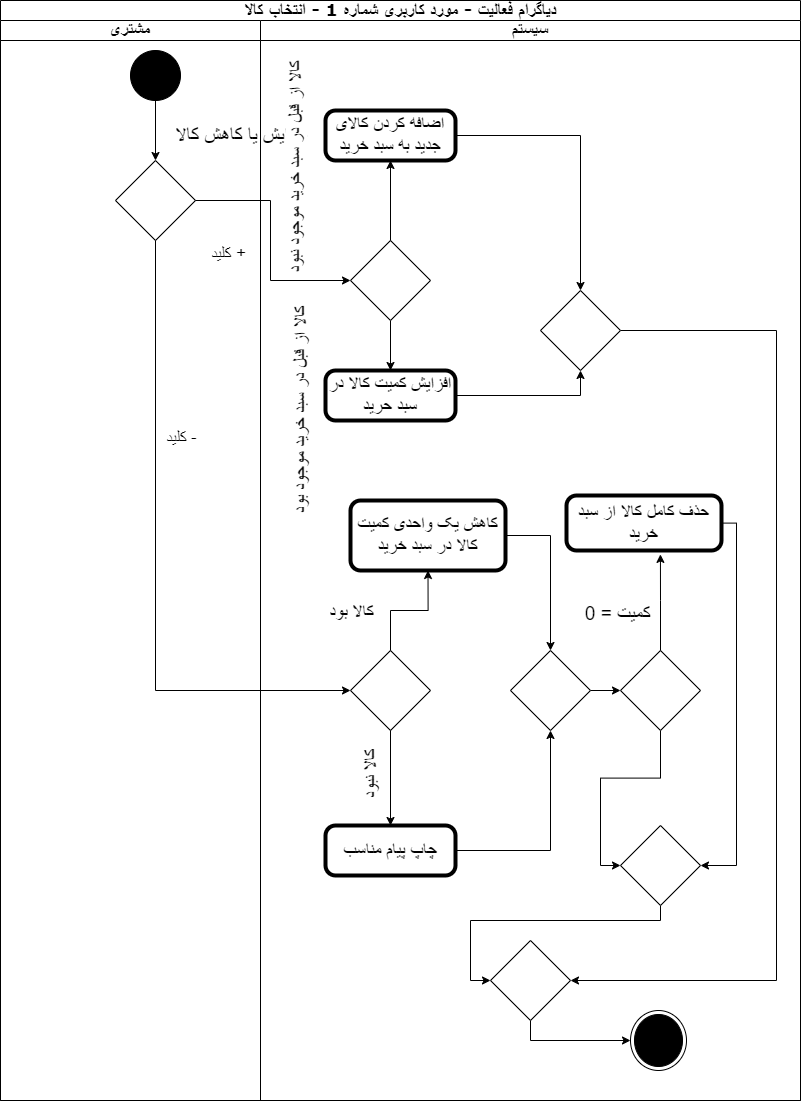 دیاگرام فعالیت - مورد کاربری شماره 1 - انتخاب کالا
مشتری
سیستم
یش یا کاهش کالا
کالا از قبل در سبد خرید موجود نبود
اضافه کردن کالای
جدید به سبد خرید
+ کلید
کالا از قبل در سبد خرید موجود بود
افزایش کمیت کالا در
سبد خرید
- کلید
کاهش یک واحدی کمیت
کالا در سبد خرید
حذف کامل کالا از سبد
خرید
کالا بود
کمیت = 0
کالا نبود
چاپ پیام مناسب